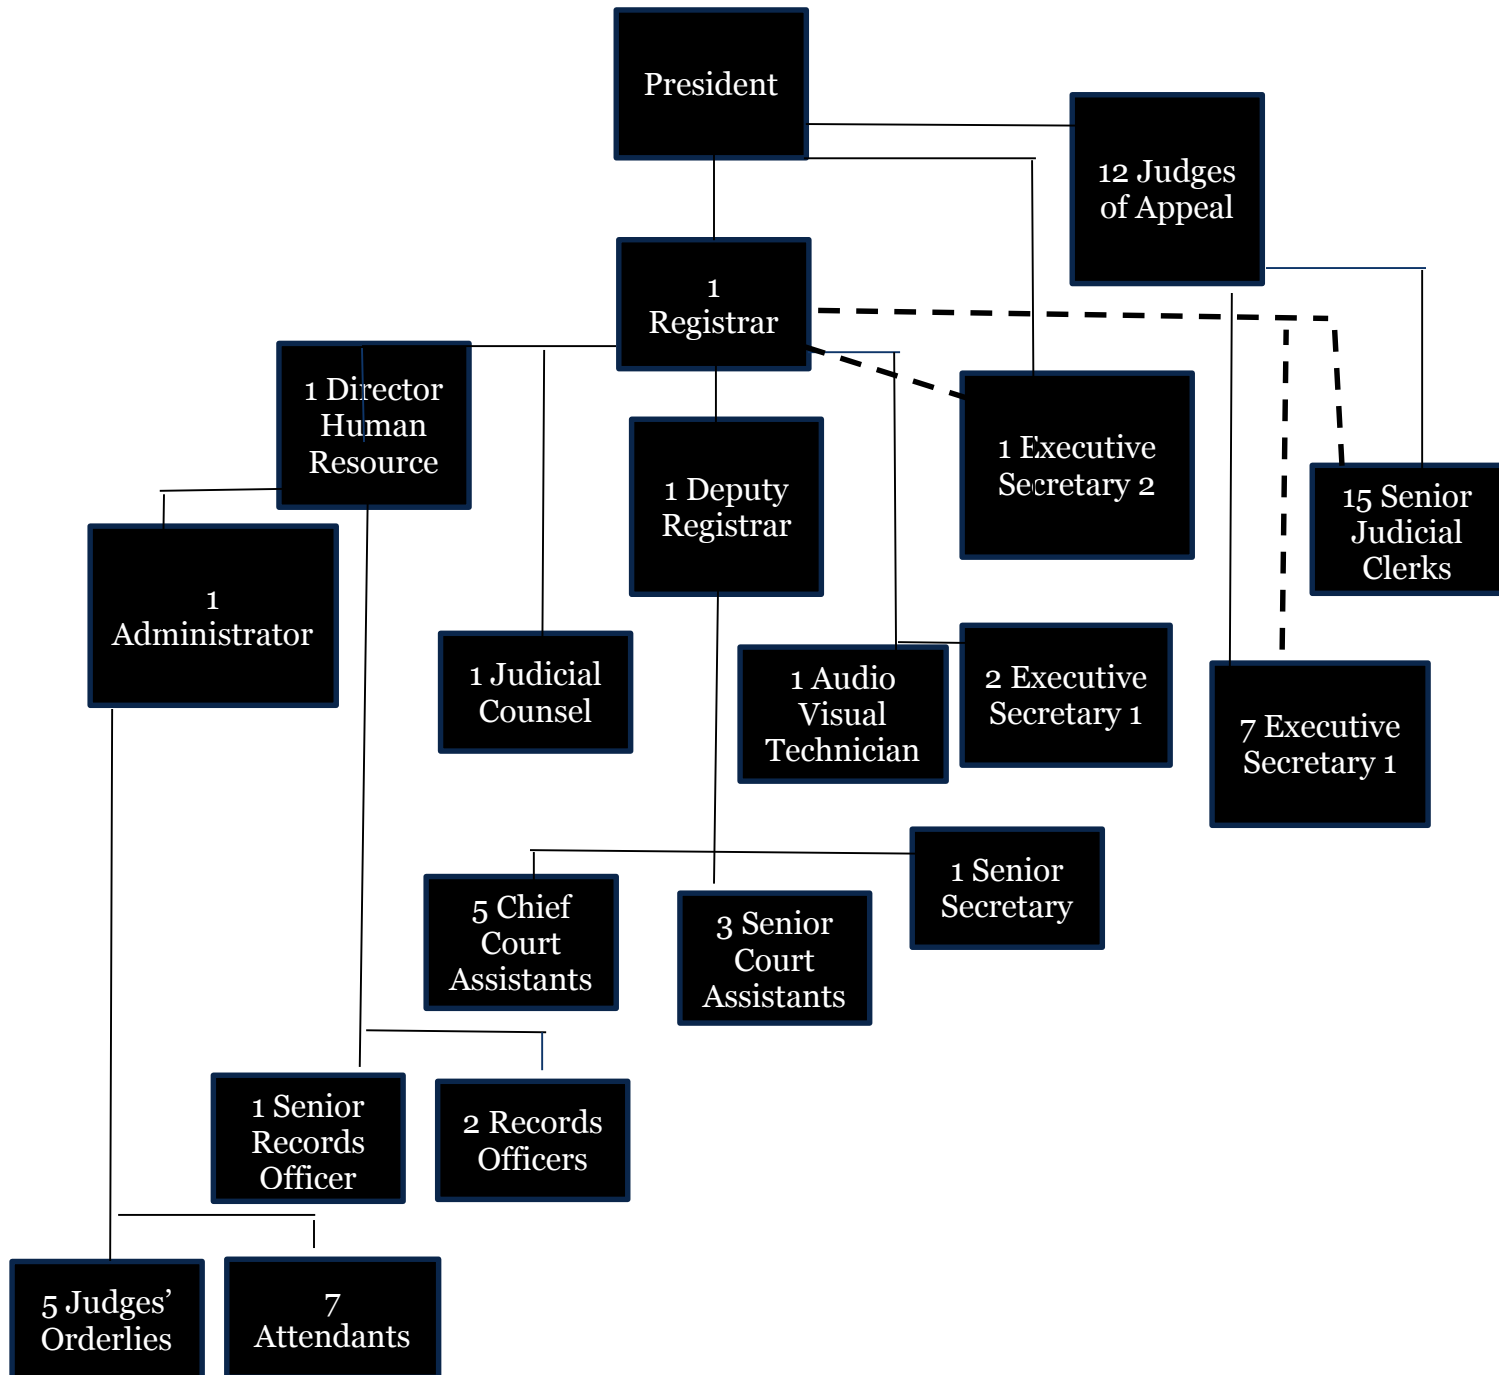 President
12 Judges
of Appeal
1
Registrar
1 Director
Human
Resource
1 Deputy
Registrar
1 Executive
Secretary 2
15 Senior
Judicial
Clerks
1
Administrator
1 Judicial
Counsel
1 Audio
Visual
Technician
2 Executive
Secretary 1
7 Executive
Secretary 1
5 Chief
Court
Assistants
3 Senior
Court
Assistants
1 Senior
Secretary
1 Senior
Records
Officer
2 Records
Officers
5 Judges’
Orderlies
7
Attendants